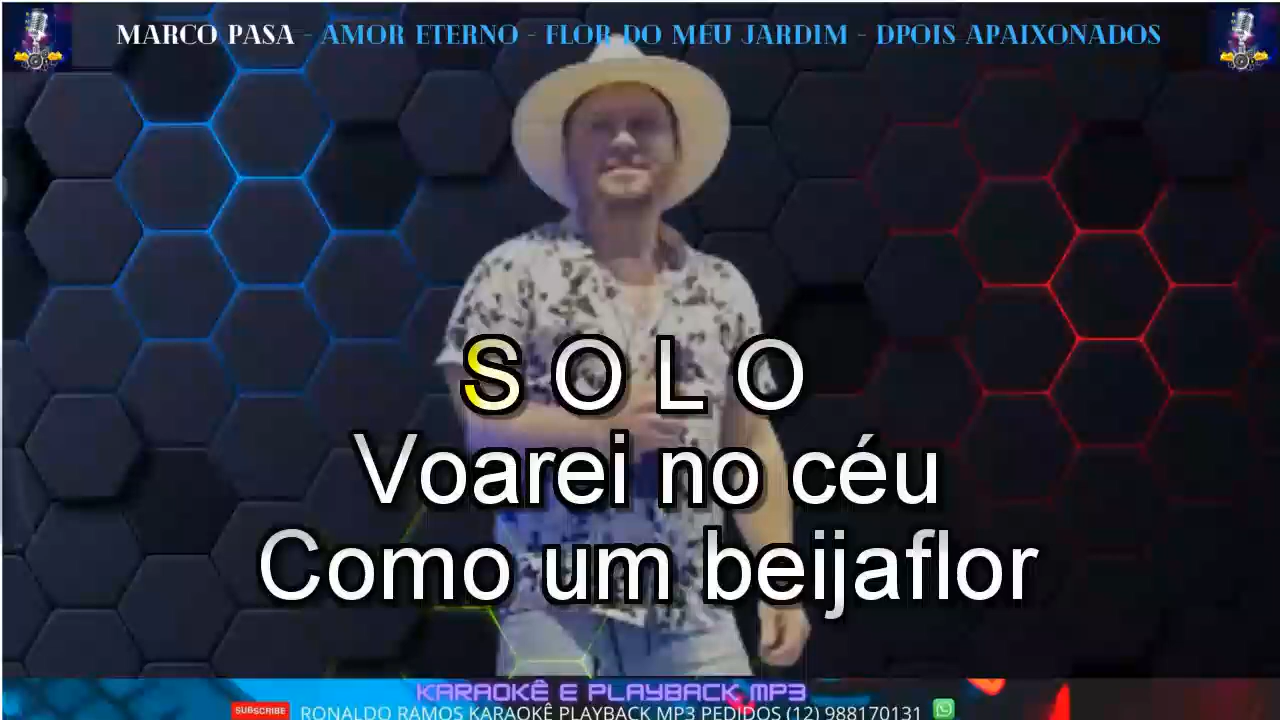 MARCO PASA - AMOR ETERNO - FLOR DO MEU JARDIM - DPOIS APAIXONADOS
S O L O
Voarei no céu
Como um beijaflor
KARAOKÊ E PLAYBACK MP3
SUBSCRIBE RONALDO RAMOS KARAOKÊ PLAYBACK MP3 PEDIDOS (12) 988170131